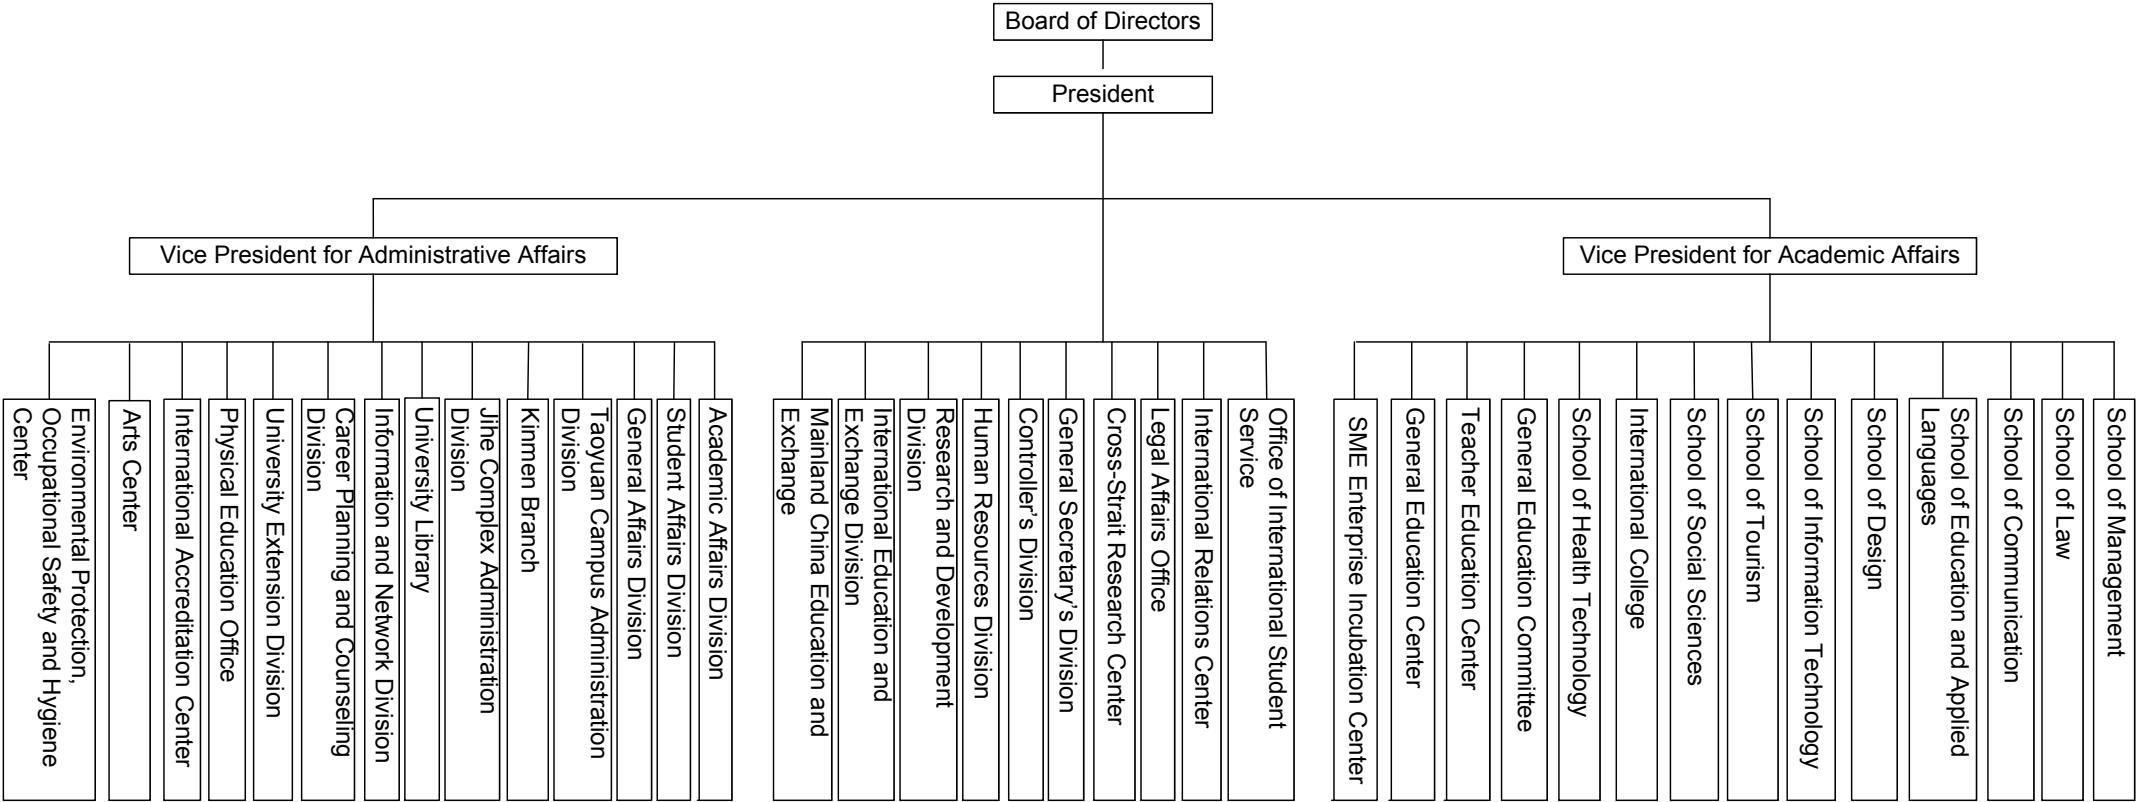 Board of Directors
President
Vice President for Administrative Affairs
Vice President for Academic Affairs
Environmental Protection,
Occupational Safety and Hygiene
Center
Arts Center
International Accreditation Center
Physical Education Office
University Extension Division
Career Planning and Counseling
Division
Information and Network Division
University Library
Jihe Complex Administration
Division
Kinmen Branch
Taoyuan Campus Administration
Division
General Affairs Division
Student Affairs Division
Academic Affairs Division
Mainland China Education and
Exchange
International Education and
Exchange Division
Research and Development
Division
Human Resources Division
Controller’s Division
General Secretary’s Division
Cross-Strait Research Center
Legal Affairs Office
International Relations Center
Office of International Student
Service
SME Enterprise Incubation Center
General Education Center
Teacher Education Center
General Education Committee
School of Health Technology
International College
School of Social Sciences
School of Tourism
School of Information Technology
School of Design
School of Education and Applied
Languages
School of Communication
School of Law
School of Management